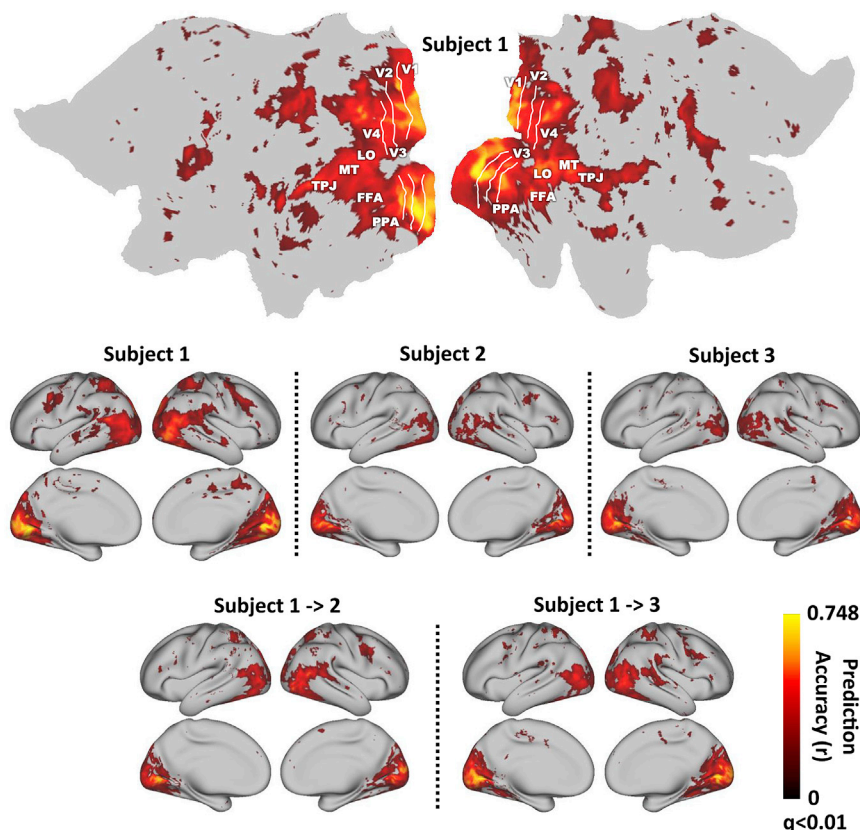 Subject 1
V2 V1
V4
V3
LO
MT
TPJ
FFA
PPA
V1 V2
V4
V3
MT
LO
TPJ
FFA
PPA
Subject 1
Subject 2
Subject 3
Subject 1 -> 2
Subject 1 -> 3
0.748
Prediction
Accuracy (r)
0
q<0.01